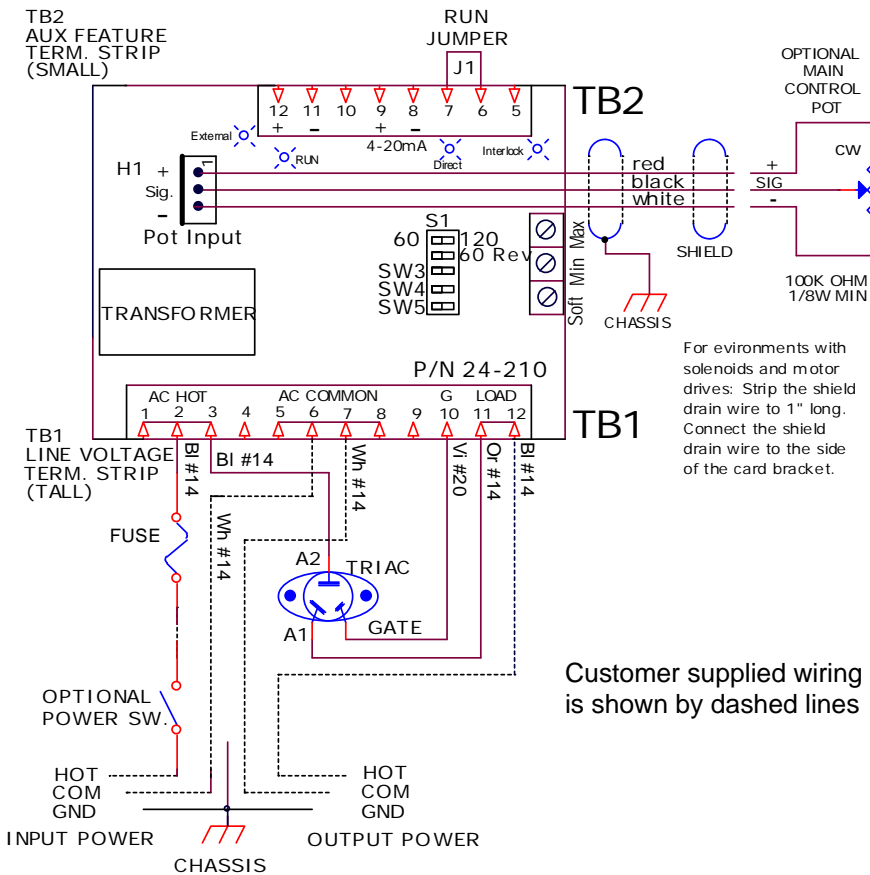 TB2
AUX FEATURE
TERM. STRIP
(SMALL)
RUN
JUMPER
J1
12 11 10 9 8 7 6 5
+ - + -
4-20mA
TB2
External
RUN
Direct
Interlock
H1
+
Sig.
-
1
Pot Input
red
black
white
+
SIG
-
OPTIONAL
MAIN
CONTROL
POT
CW
100K OHM
1/8W MIN
SHIELD
CHASSIS
S1
60 120
60 Rev
SW3
SW4
SW5
Soft Min Max
TRANSFORMER
For evironments with
solenoids and motor
drives: Strip the shield
drain wire to 1" long.
Connect the shield
drain wire to the side
of the card bracket.
P/N 24-210
AC HOT AC COMMON G LOAD
1 2 3 4 5 6 7 8 9 10 11 12
TB1
TB1
LINE VOLTAGE
TERM. STRIP
(TALL)
Bl #14
Bl #14
Wh #14
Wh #14
Vi #20
Or #14
Bl #14
FUSE
A2
TRIAC
A1
GATE
OPTIONAL
POWER SW.
Customer supplied wiring
is shown by dashed lines
HOT
COM
GND
INPUT POWER
HOT
COM
GND
OUTPUT POWER
CHASSIS